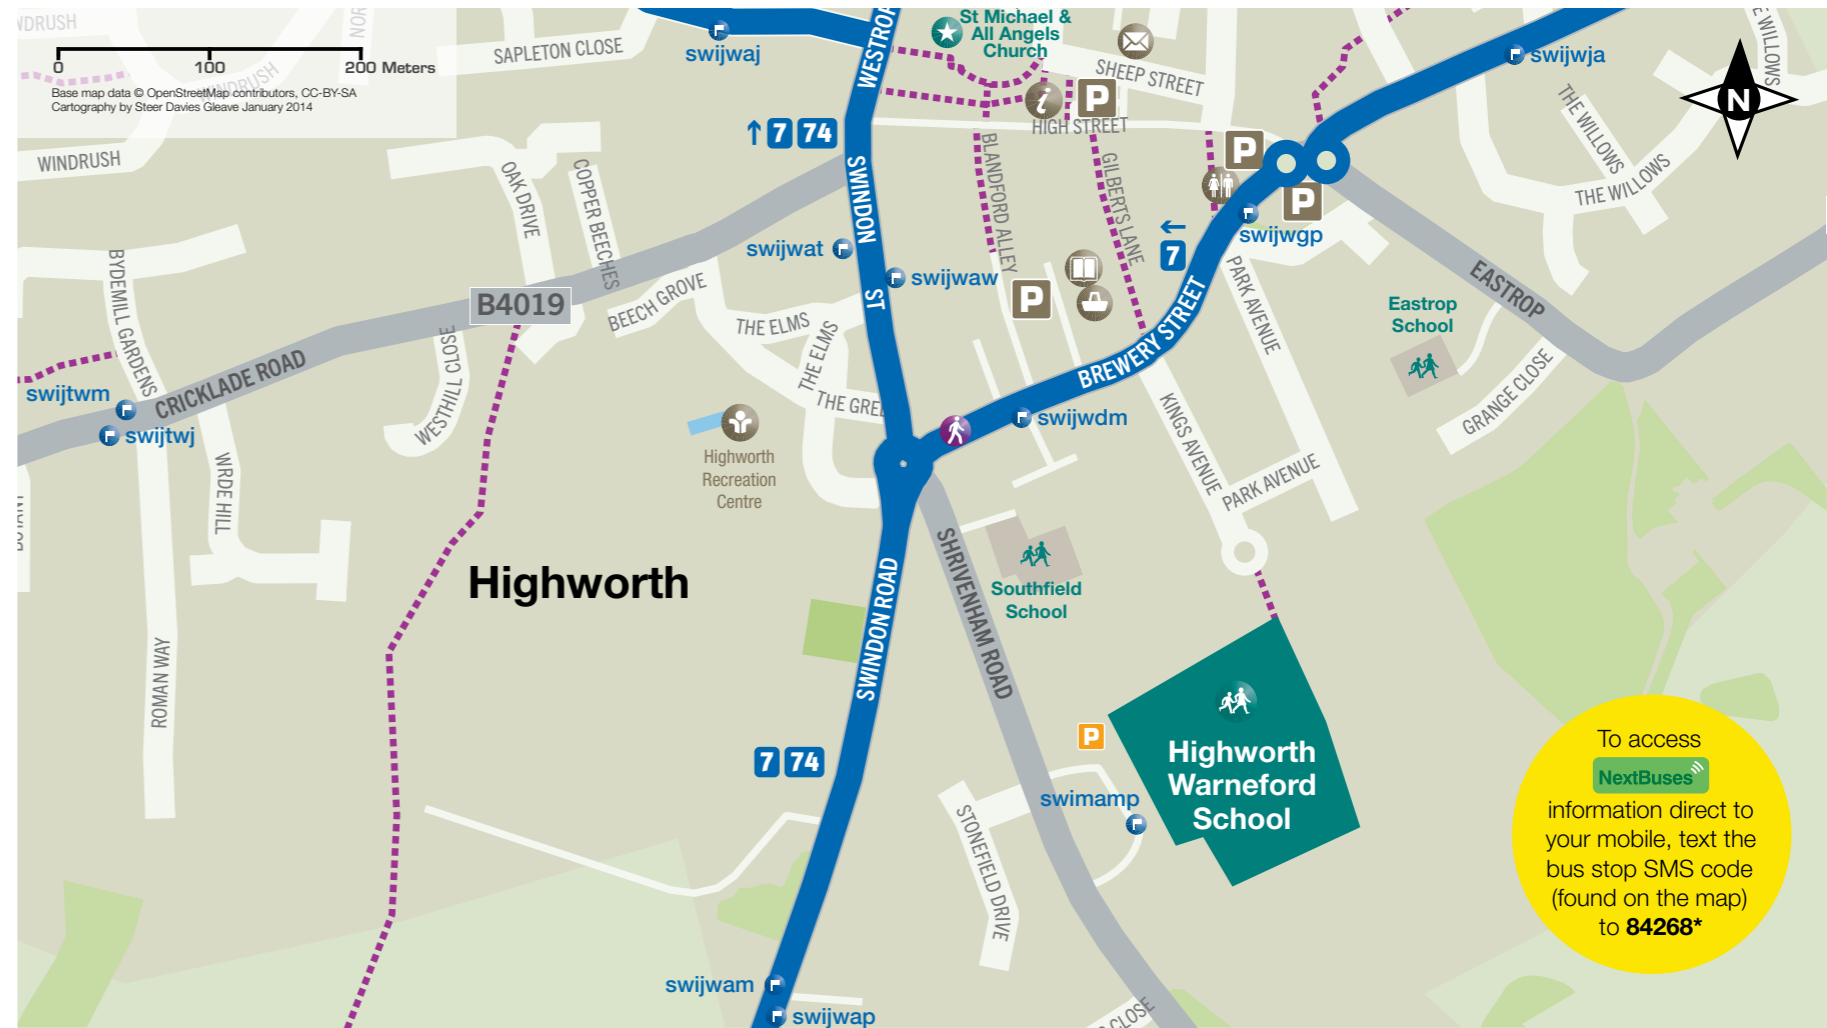 WINDRUSH
0
100
200 Meters
Base map data © OpenStreetMap contributors, CC-BY-SA
Cartography by Steer Davies Gleave January 2014
WINDRUSH
WINDRUSH
SAPLETON CLOSE
swijwaj
WESTROP
St Michael &
All Angels
Church
SHEEP STREET
i
P
HIGH STREET
swijwja
THE WILLOWS
THE WILLOWS
THE WILLOWS
N
7 74
OAK DRIVE
COPPER BEECHES
SWINDON ST
BLANDFORD ALLEY
GILBERTS LANE
P
P
swijwgp
7
swijwat
swijwaw
BYDEMILL GARDENS
B4019
BEECH GROVE
THE ELMS
THE ELMS
P
BREWERY STREET
PARK AVENUE
EASTROP
Eastrop
School
GRANGE CLOSE
WESTHILL CLOSE
CRICKLADE ROAD
swijtwm
swijtwj
THE GREE
swijwdm
KINGS AVENUE
PARK AVENUE
Highworth
Recreation
Centre
WRDE HILL
Highworth
SHRIVENHAM ROAD
Southfield
School
SWINDON ROAD
ROMAN WAY
7 74
P
Highworth
Warneford
School
swimamp
STONEFIELD DRIVE
To access
NextBuses
information direct to
your mobile, text the
bus stop SMS code
(found on the map)
to 84268*
swijwam
swijwap
CLOSE